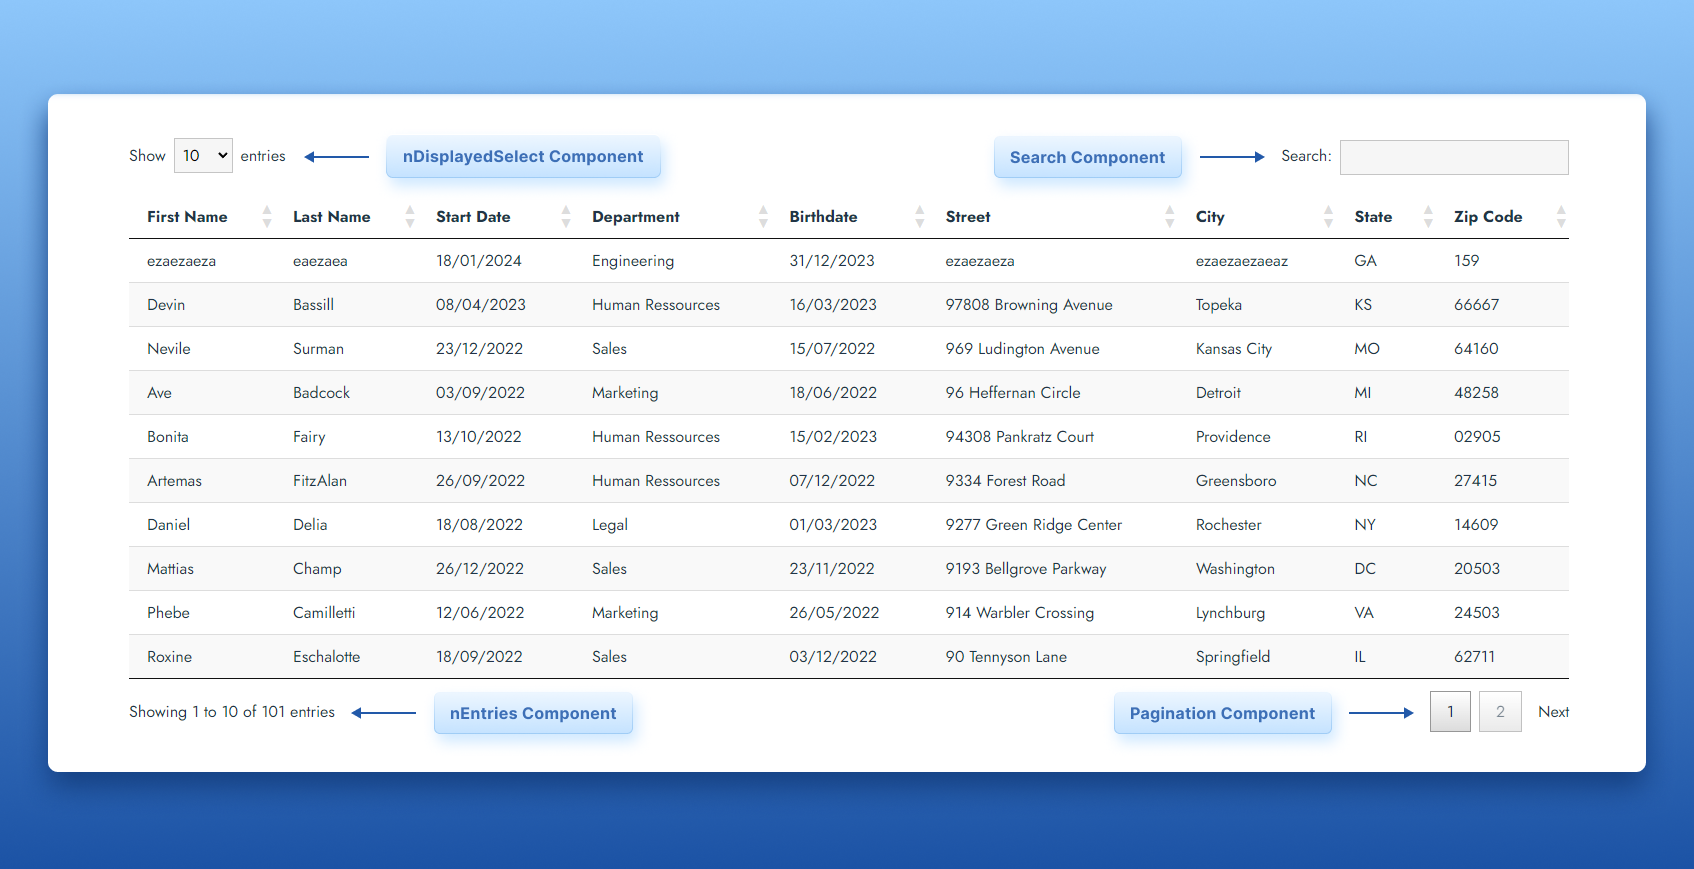 Show 10 entries nDisplayedSelect Component Search Component Search:
First Name Last Name Start Date Department Birthdate Street City State Zip Code
ezaezaeza eaezaea 18/01/2024 Engineering 31/12/2023 ezaezaeza ezaezaezaeaz GA 159
Devin Bassill 08/04/2023 Human Ressources 16/03/2023 97808 Browning Avenue Topeka KS 66667
Nevile Surman 23/12/2022 Sales 15/07/2022 969 Ludington Avenue Kansas City MO 64160
Ave Badcock 03/09/2022 Marketing 18/06/2022 96 Heffernan Circle Detroit MI 48258
Bonita Fairy 13/10/2022 Human Ressources 15/02/2023 94308 Pankratz Court Providence RI 02905
Artemas FitzAlan 26/09/2022 Human Ressources 07/12/2022 9334 Forest Road Greensboro NC 27415
Daniel Delia 18/08/2022 Legal 01/03/2023 9277 Green Ridge Center Rochester NY 14609
Mattias Champ 26/12/2022 Sales 23/11/2022 9193 Bellgrove Parkway Washington DC 20503
Phebe Camilletti 12/06/2022 Marketing 26/05/2022 914 Warbler Crossing Lynchburg VA 24503
Roxine Eschalotte 18/09/2022 Sales 03/12/2022 90 Tennyson Lane Springfield IL 62711
Showing 1 to 10 of 101 entries nEntries Component Pagination Component 1 2 Next